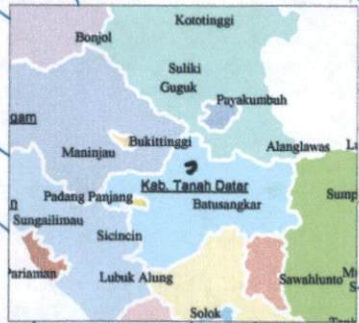 Kototinggi
Bonjol
Suliki
Guguk
Payakumbuh
gam
Bukittinggi
Maninjau
Alanglawas
Kab. Tanah Datar
Padang Panjang
Batusangkar
Sungailimau
Sicincin
Pariaman
Lubuk Alung
Sawahlunto
Solok